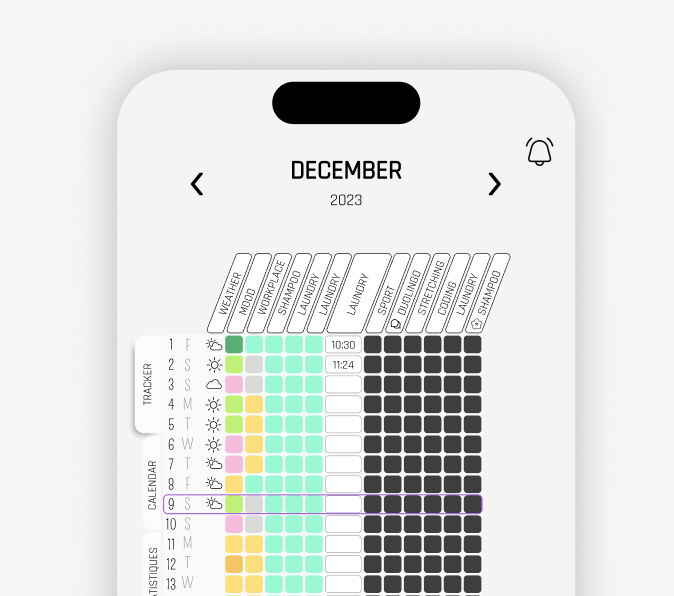 DECEMBER
2023
WEATHER
MOOD
WORKPLACE
SHAMPOO
LAUNDRY
LAUNDRY
LAUNDRY
SPORT
DUOLINGO
STRETCHING
CODING
LAUNDRY
SHAMPOO
TRACKER
CALENDAR
ATISTIQUES
1 F 10:30
2 S 11:24
3 S
4 M
5 T
6 W
7 T
8 F
9 S
10 S
11 M
12 T
13 W